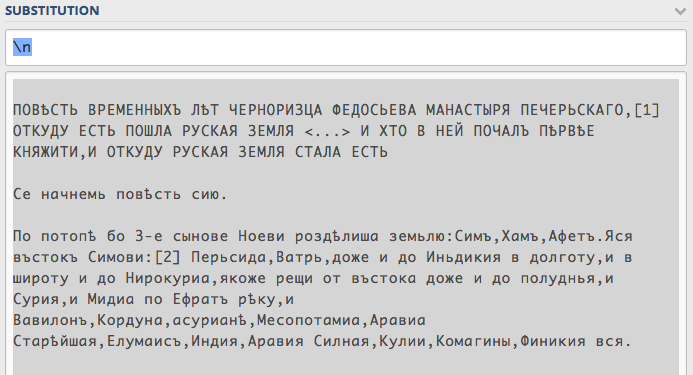 SUBSTITUTION
\n
ПОВѢСТЬ ВРЕМЕННЫХЪ ЛѢТ ЧЕРНОРИЗЦА ФЕДОСЬЕВА МАНАСТЫРЯ ПЕЧЕРЬСКАГО,[1]
ОТКУДУ ЕСТЬ ПОШЛА РУСКАЯ ЗЕМЛЯ <...> И ХТО В НЕЙ ПОЧАЛЪ ПѢРВѢЕ
КНЯЖИТИ,И ОТКУДУ РУСКАЯ ЗЕМЛЯ СТАЛА ЕСТЬ
Се начнемь повѣсть сию.
По потопѣ бо 3-е сынове Ноеви роздѣлиша земьлю:Симъ,Хамъ,Афетъ.Яся
въстокъ Симови:[2] Перьсида,Ватрь,доже и до Иньдикия в долготу,и в
широту и до Нирокуриа,якоже рещи от въстока доже и до полуднья,и
Сурия,и Мидиа по Ефратъ рѣку,и
Вавилонъ,Кордуна,асурианѣ,Месопотамиа,Аравиа
Старѣйшая,Елумаисъ,Индия,Аравия Силная,Кулии,Комагины,Финикия вся.